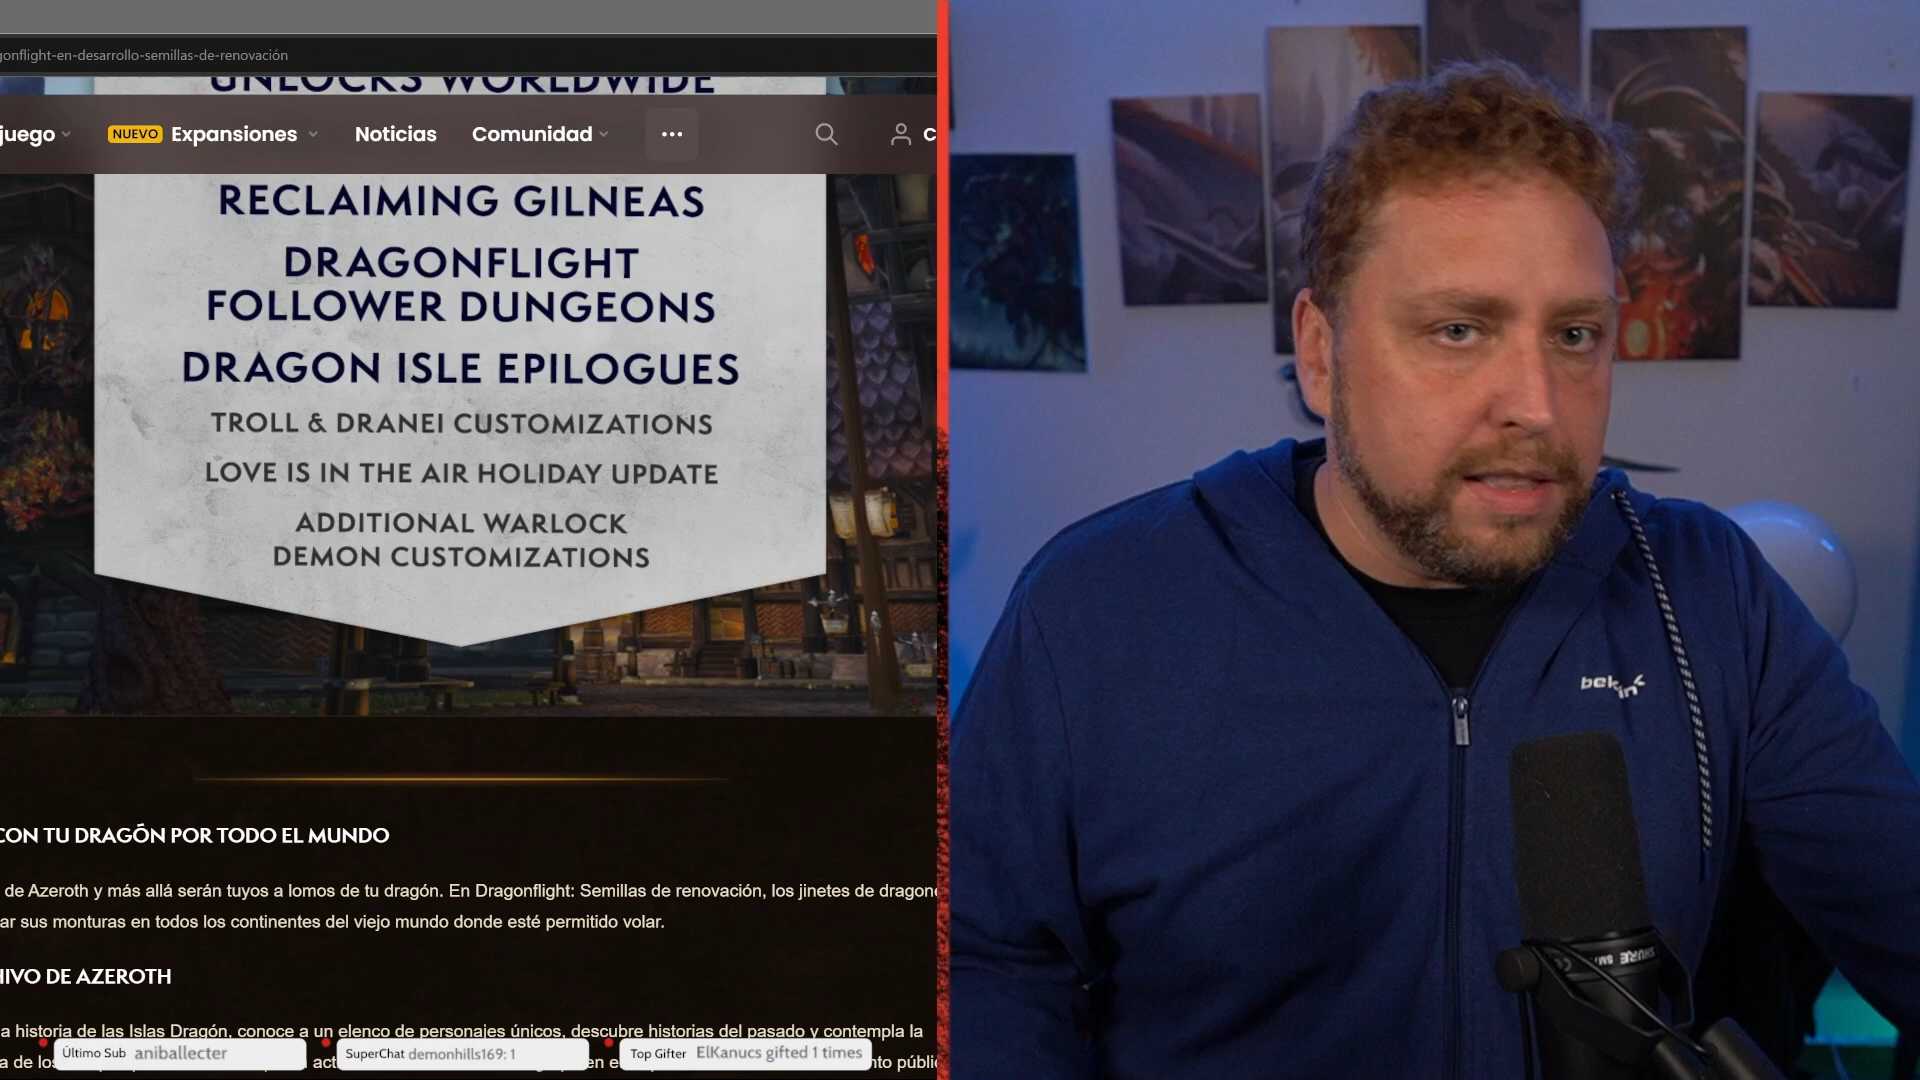 gonflight-en-desarrollo-semillas-de-renovación
UNLOCKS WORLDWIDE
juego
NUEVO Expansiones
Noticias
Comunidad
RECLAIMING GILNEAS
DRAGONFLIGHT
FOLLOWER DUNGEONS
DRAGON ISLE EPILOGUES
TROLL & DRANEI CUSTOMIZATIONS
LOVE IS IN THE AIR HOLIDAY UPDATE
ADDITIONAL WARLOCK
DEMON CUSTOMIZATIONS
CON TU DRAGÓN POR TODO EL MUNDO
de Azeroth y más allá serán tuyos a lomos de tu dragón. En Dragonflight: Semillas de renovación, los jinetes de dragone
ar sus monturas en todos los continentes del viejo mundo donde esté permitido volar.
HIVO DE AZEROTH
a historia de las Islas Dragón, conoce a un elenco de personajes únicos, descubre historias del pasado y contempla la
a de los
Último Sub aniballecter
SuperChat demonhills169: 1
Top Gifter ElKanucs gifted 1 times
SHURE